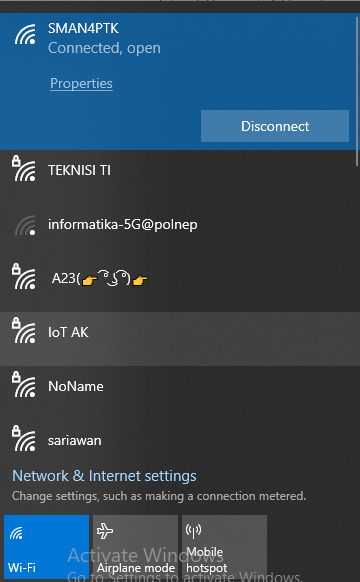 SMAN4PTK
Connected, open
Properties
Disconnect
TEKNISI TI
informatika-5G@polnep
A23(👉 ͡° ͜ʖ ͡°)👉
IoT AK
NoName
sariawan
Network & Internet settings
Change settings, such as making a connection metered.
Wi-Fi
Airplane mode
Mobile hotspot
Activate Windows
Go to Settings to activate Windows.